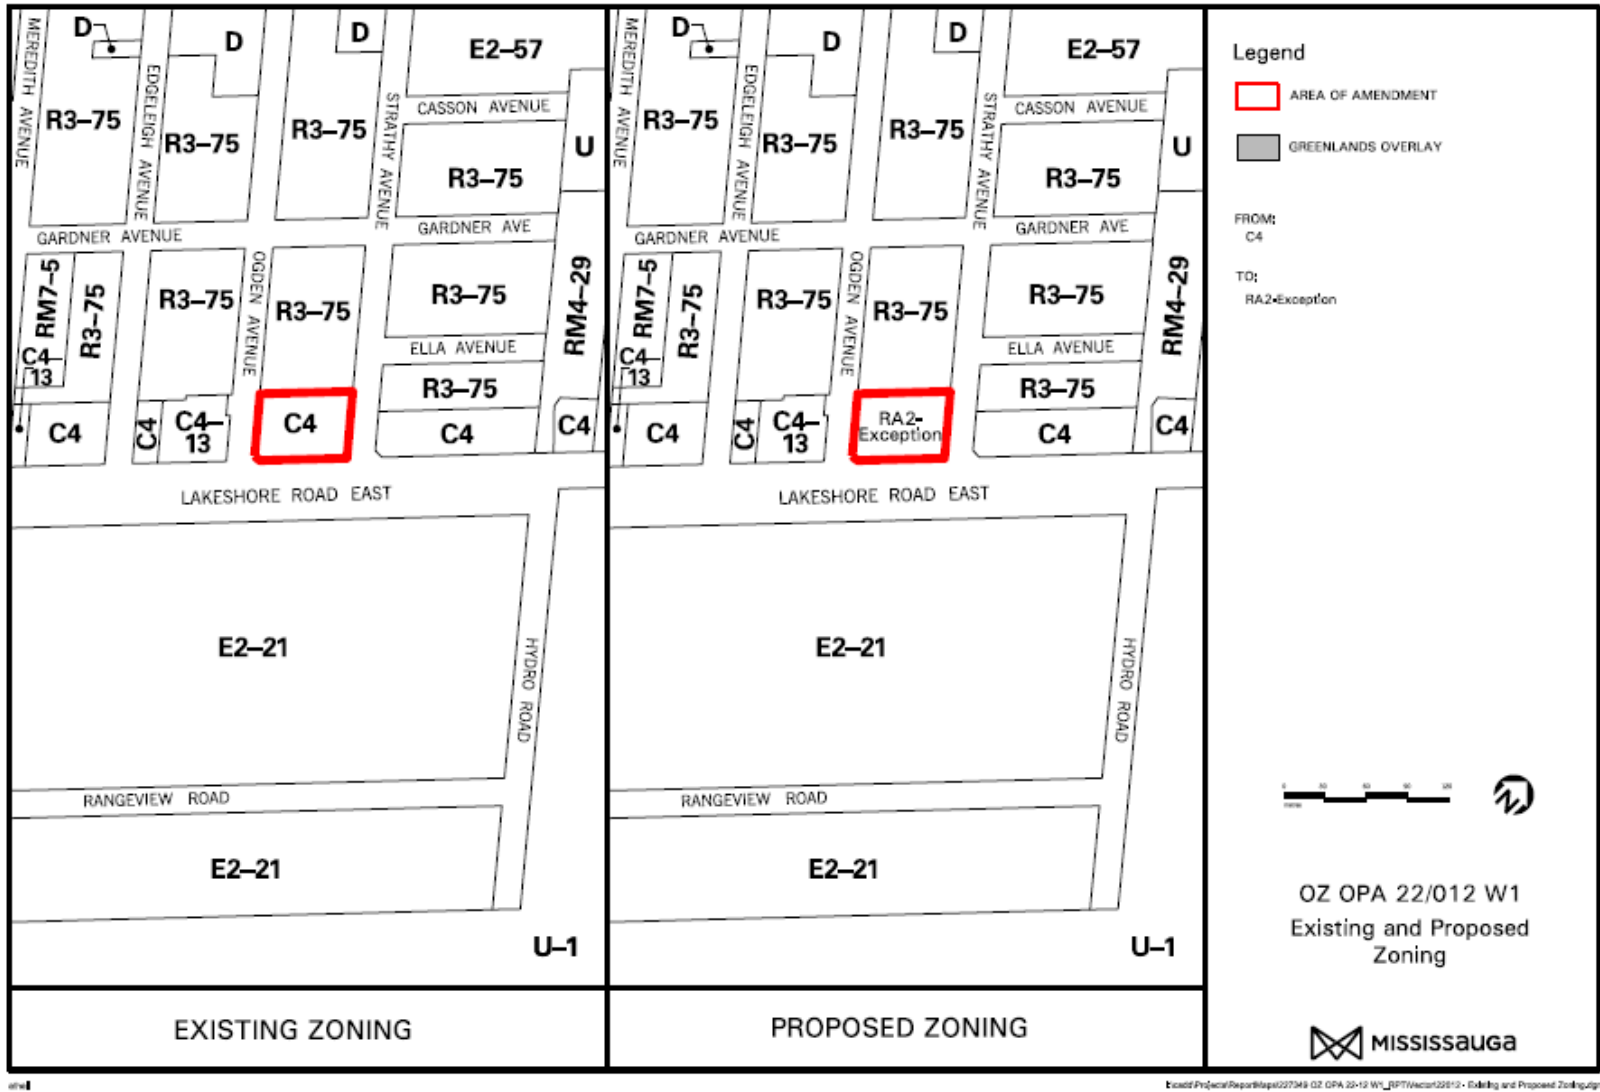 D
D
D
E2–57
MEREDITH AVENUE
EDGELEIGH AVENUE
STRATHY AVENUE
CASSON AVENUE
R3–75
R3–75
R3–75
U
R3–75
GARDNER AVENUE
GARDNER AVE
RM7–5
R3–75
R3–75
OGDEN AVENUE
R3–75
R3–75
RM4–29
ELLA AVENUE
C4–
13
R3–75
C4
C4
C4–
13
C4
C4
C4
LAKESHORE ROAD EAST
E2–21
HYDRO ROAD
RANGEVIEW ROAD
E2–21
U–1
EXISTING ZONING
D
D
D
E2–57
MEREDITH AVENUE
EDGELEIGH AVENUE
STRATHY AVENUE
CASSON AVENUE
R3–75
R3–75
R3–75
U
R3–75
GARDNER AVENUE
GARDNER AVE
RM7–5
R3–75
R3–75
OGDEN AVENUE
R3–75
R3–75
RM4–29
ELLA AVENUE
C4–
13
R3–75
C4
C4
C4–
13
RA2-
Exception
C4
C4
LAKESHORE ROAD EAST
E2–21
HYDRO ROAD
RANGEVIEW ROAD
E2–21
U–1
PROPOSED ZONING
Legend
AREA OF AMENDMENT
GREENLANDS OVERLAY
FROM:
C4
TO:
RA2-Exception
0 30 60 90 120
Z
OZ OPA 22/012 W1
Existing and Proposed
Zoning
MISSISSAUGA